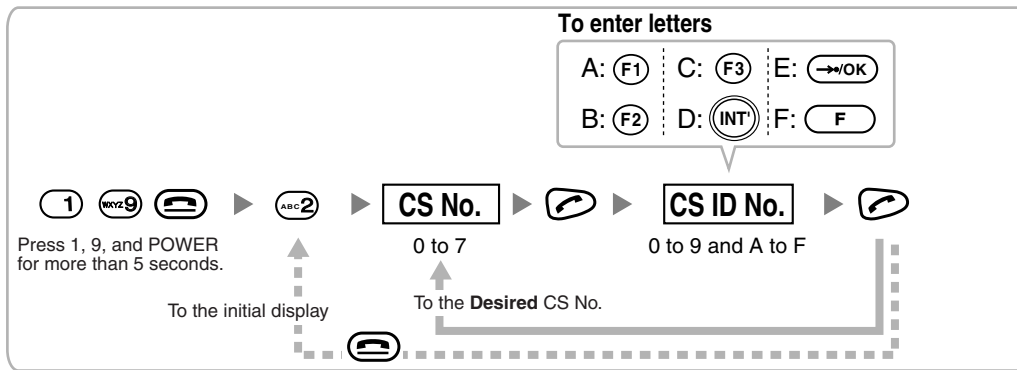 To enter letters
A: F1 C: F3 E: /OK
B: F2 D: INT' F: F
1 WXYZ9 ABC2 CS No. CS ID No.
Press 1, 9, and POWER
for more than 5 seconds.
0 to 7
0 to 9 and A to F
To the initial display
To the Desired CS No.